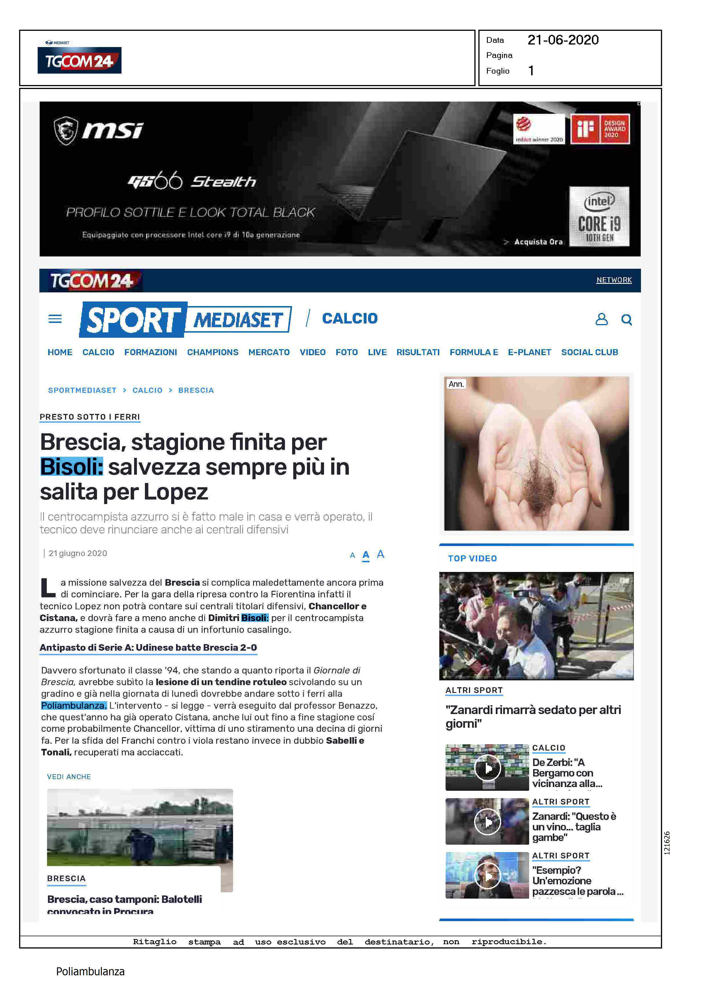 MEDIASET
TGCOM24
Data 21-06-2020
Pagina
Foglio 1
msi
reddot winner 2020
iF DESIGN AWARD 2020
GS66 Stealth
PROFILO SOTTILE E LOOK TOTAL BLACK
Equipaggiato con processore Intel core i9 di 10a generazione
> Acquista Ora
intel
CORE i9
10TH GEN
TGCOM24
NETWORK
SPORT MEDIASET / CALCIO
HOME CALCIO FORMAZIONI CHAMPIONS MERCATO VIDEO FOTO LIVE RISULTATI FORMULA E E-PLANET SOCIAL CLUB
SPORTMEDIASET > CALCIO > BRESCIA
PRESTO SOTTO I FERRI
Brescia, stagione finita per
Bisoli: salvezza sempre più in
salita per Lopez
Il centrocampista azzurro si è fatto male in casa e verrà operato, il
tecnico deve rinunciare anche ai centrali difensivi
| 21 giugno 2020
A A A
La missione salvezza del Brescia si complica maledettamente ancora prima
di cominciare. Per la gara della ripresa contro la Fiorentina infatti il
tecnico Lopez non potrà contare sui centrali titolari difensivi, Chancellor e
Cistana, e dovrà fare a meno anche di Dimitri Bisoli: per il centrocampista
azzurro stagione finita a causa di un infortunio casalingo.
Antipasto di Serie A: Udinese batte Brescia 2-0
Davvero sfortunato il classe '94, che stando a quanto riporta il Giornale di
Brescia, avrebbe subìto la lesione di un tendine rotuleo scivolando su un
gradino e già nella giornata di lunedì dovrebbe andare sotto i ferri alla
Poliambulanza. L'intervento - si legge - verrà eseguito dal professor Benazzo,
che quest'anno ha già operato Cistana, anche lui out fino a fine stagione cosí
come probabilmente Chancellor, vittima di uno stiramento una decina di giorni
fa. Per la sfida del Franchi contro i viola restano invece in dubbio Sabelli e
Tonali, recuperati ma acciaccati.
VEDI ANCHE
BRESCIA
Brescia, caso tamponi: Balotelli
convocato in Procura
Ann.
TOP VIDEO
ALTRI SPORT
"Zanardi rimarrà sedato per altri
giorni"
CALCIO
De Zerbi: "A
Bergamo con
vicinanza alla...
ALTRI SPORT
Zanardi: "Questo è
un vino... taglia
gambe"
ALTRI SPORT
"Esempio?
Un'emozione
pazzesca le parola ...
121626
Ritaglio stampa ad uso esclusivo del destinatario, non riproducibile.
Poliambulanza